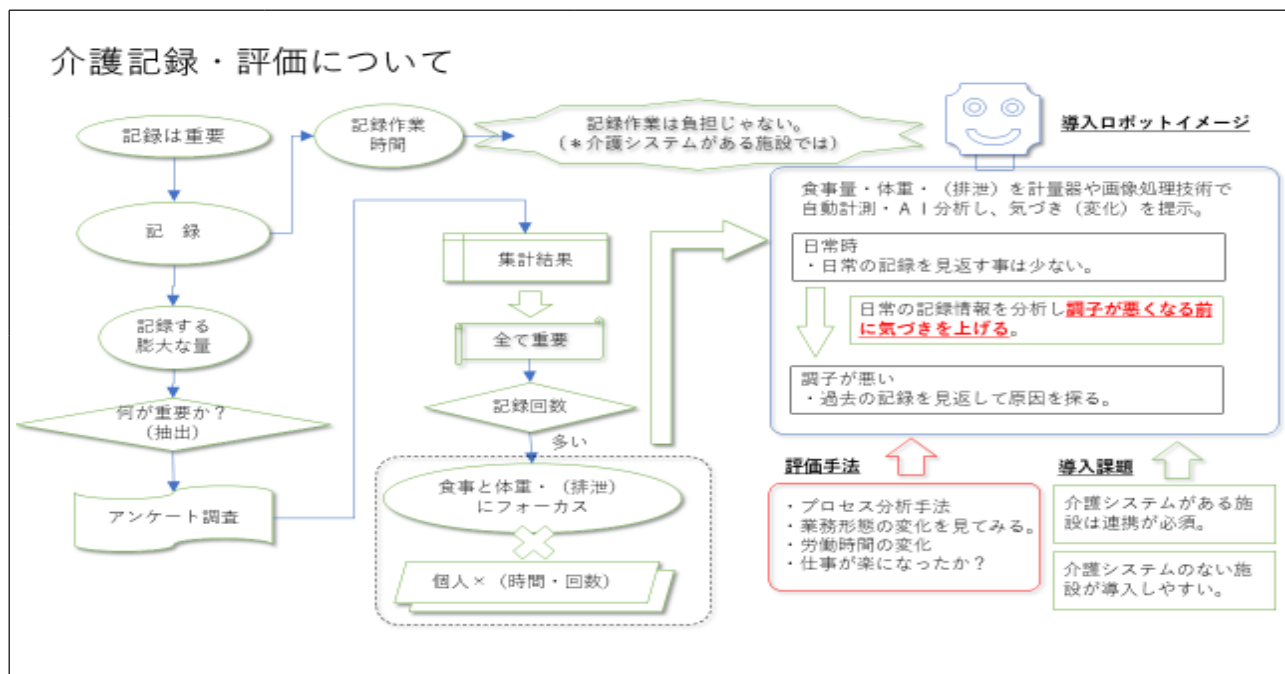 介護記録・評価について
記録は重要
記　録
記録する
膨大な量
何が重要か？
（抽出）
アンケート調査
記録作業
時間
記録作業は負担じゃない。
（＊介護システムがある施設では）
集計結果
全て重要
記録回数
多い
食事と体重・（排泄）
にフォーカス
個人×（時間・回数）
導入ロボットイメージ
食事量・体重・（排泄）を計量器や画像処理技術で
自動計測・ＡＩ分析し、気づき（変化）を提示。
日常時
・日常の記録を見返す事は少ない。
日常の記録情報を分析し調子が悪くなる前
に気づきを上げる。
調子が悪い
・過去の記録を見返して原因を探る。
評価手法
・プロセス分析手法
・業務形態の変化を見てみる。
・労働時間の変化
・仕事が楽になったか？
導入課題
介護システムがある施
設は連携が必須。
介護システムのない施
設が導入しやすい。